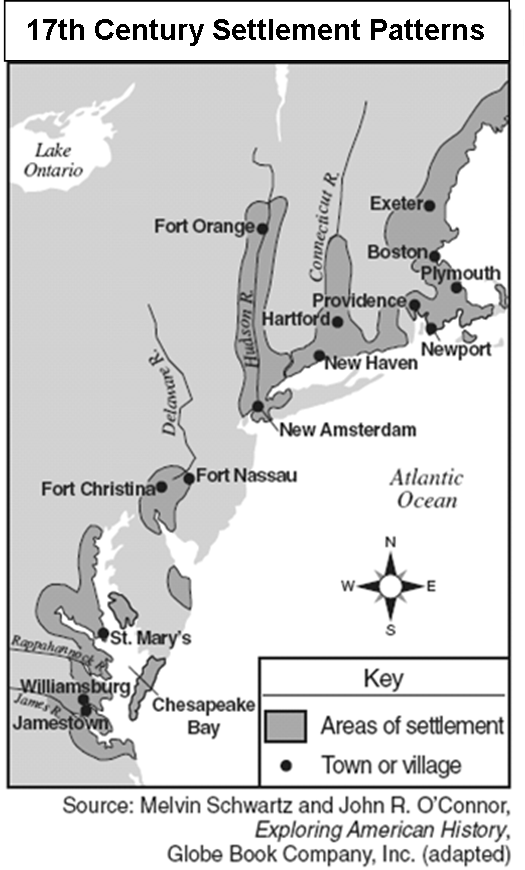 17th Century Settlement Patterns
Lake
Ontario
Exeter
Fort Orange
Connecticut R.
Boston
Plymouth
Providence
Hartford
Hudson R.
Newport
New Haven
Delaware R.
New Amsterdam
Fort Nassau
Fort Christina
Atlantic
Ocean
N
W
E
S
St. Mary's
Rappahannock R.
Williamsburg
James R.
Jamestown
Chesapeake
Bay
Key
Areas of settlement
Town or village
Source: Melvin Schwartz and John R. O'Connor,
Exploring American History,
Globe Book Company, Inc. (adapted)